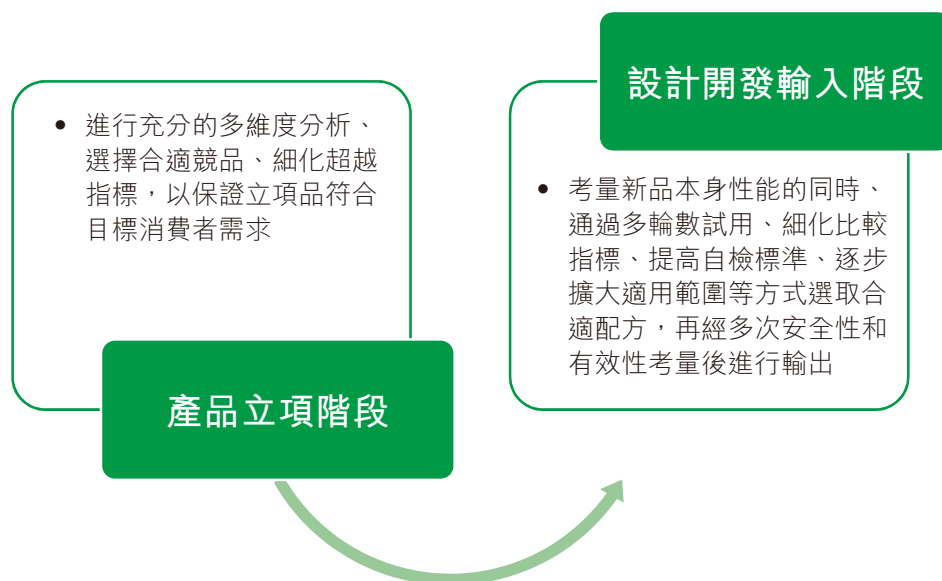 • 進行充分的多維度分析、
選擇合適競品、細化超越
指標，以保證立項品符合
目標消費者需求
產品立項階段
設計開發輸入階段
• 考量新品本身性能的同時、
通過多輪數試用、細化比較
指標、提高自檢標準、逐步
擴大適用範圍等方式選取合
適配方，再經多次安全性和
有效性考量後進行輸出